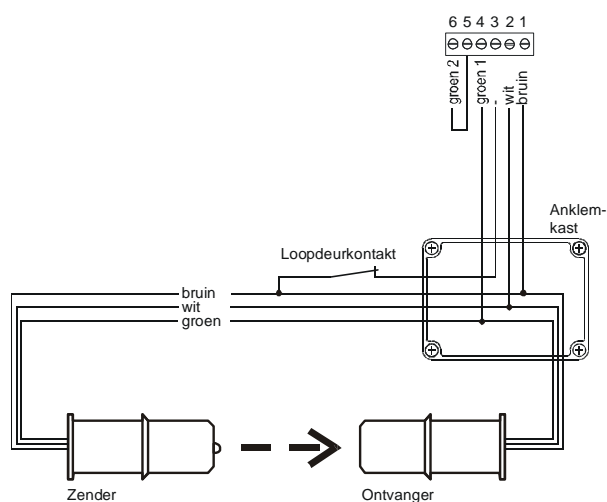 6 5 4 3 2 1
groen 2
groen 1
-
wit
bruin
Anklem-
kast
Loopdeurkontakt
bruin
wit
groen
Zender
Ontvanger